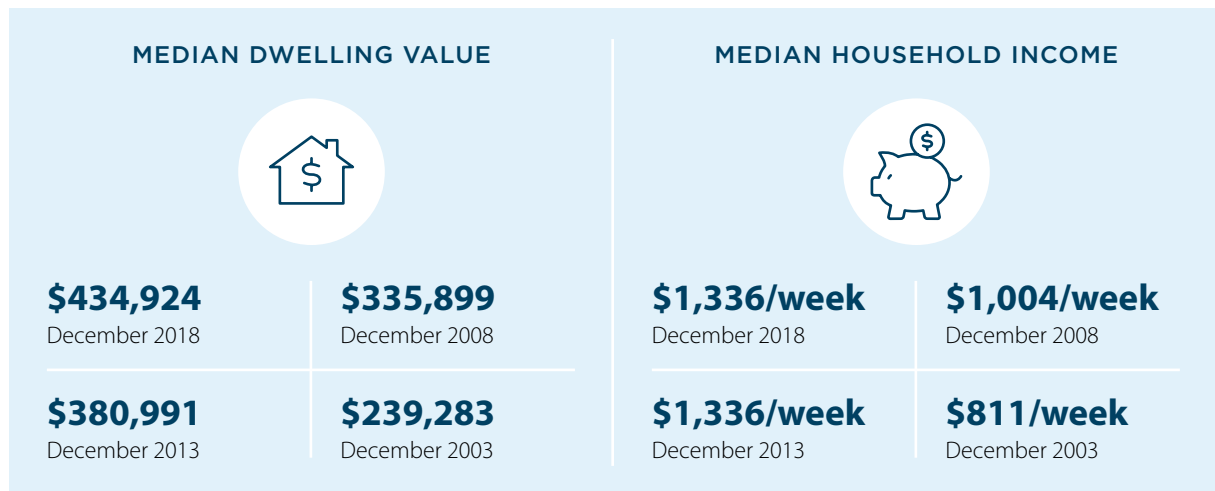 MEDIAN DWELLING VALUE
$
$434,924
December 2018
$335,899
December 2008
$380,991
December 2013
$239,283
December 2003
MEDIAN HOUSEHOLD INCOME
$
$1,336/week
December 2018
$1,004/week
December 2008
$1,336/week
December 2013
$811/week
December 2003